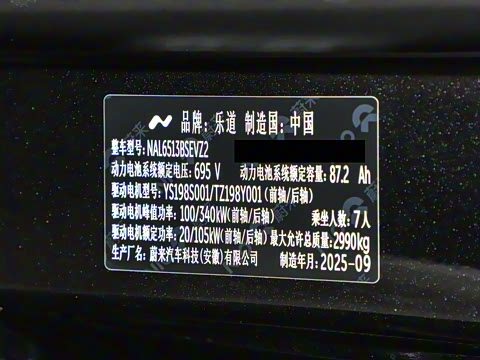 品牌：乐道 制造国：中国
整车型号：NAL6513BSEVZ2
动力电池系统额定电压：695 V 动力电池系统额定容量：87.2 Ah
驱动电机型号：YS198S001/TZ198Y001（前轴/后轴）
驱动电机峰值功率：100/340kW(前轴/后轴) 乘坐人数：7人
驱动电机额定功率：20/105kW(前轴/后轴) 最大允许总质量：2990kg
生产厂名：蔚来汽车科技(安徽)有限公司 制造年月：2025-09